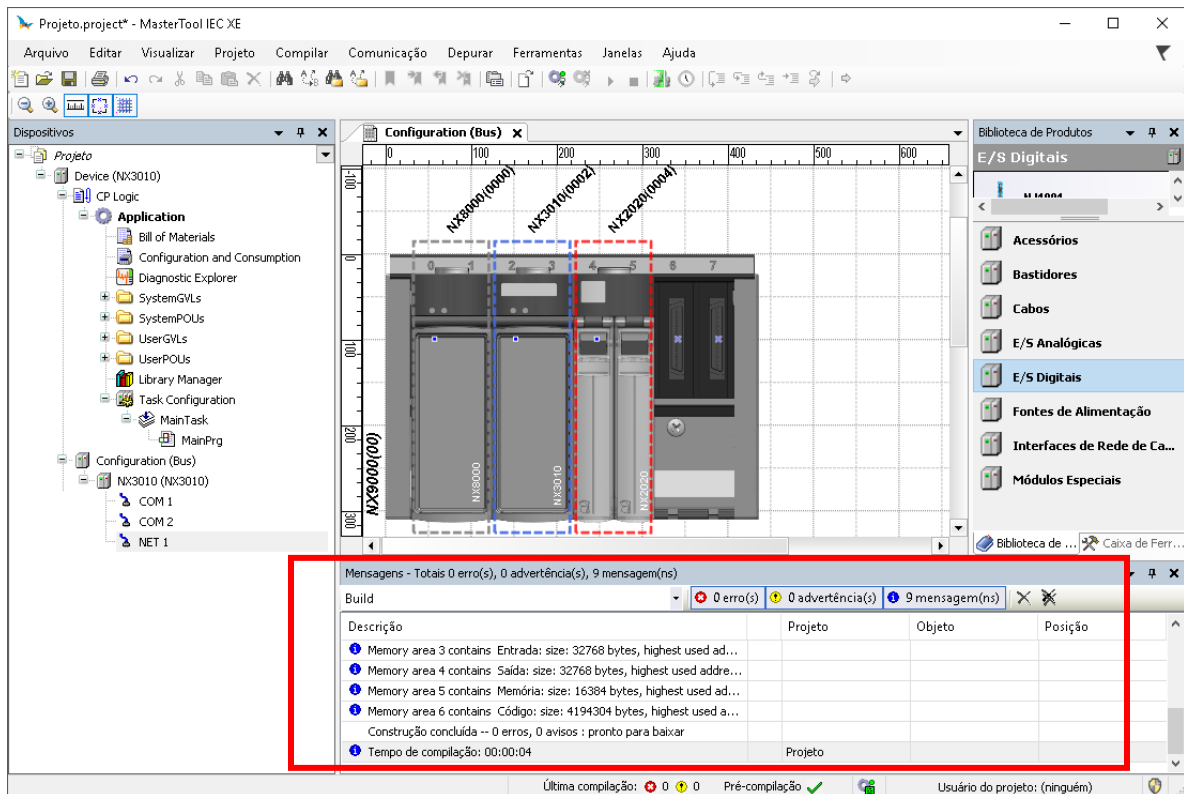 Projeto.project* - MasterTool IEC XE
Arquivo Editar Visualizar Projeto Compilar Comunicação Depurar Ferramentas Janelas Ajuda
Dispositivos
Projeto
Device (NX3010)
CP Logic
Application
Bill of Materials
Configuration and Consumption
Diagnostic Explorer
SystemGVLs
SystemPOUs
UserGVLs
UserPOUs
Library Manager
Task Configuration
MainTask
MainPrg
Configuration (Bus)
NX3010 (NX3010)
COM 1
COM 2
NET 1
Configuration (Bus)
0 100 200 300 400 500 600
-100
0
100
200
300
NX8000(0000)
NX3010(0002)
NX2020(0004)
0 1 2 3 4 5 6 7
NX8000
NX3010
NX2020
NX9000(00)
Biblioteca de Produtos
E/S Digitais
Acessórios
Bastidores
Cabos
E/S Analógicas
E/S Digitais
Fontes de Alimentação
Interfaces de Rede de Ca...
Módulos Especiais
Biblioteca de ... Caixa de Ferr...
Mensagens - Totais 0 erro(s), 0 advertência(s), 9 mensagem(ns)
Build 0 erro(s) 0 advertência(s) 9 mensagem(ns)
Descrição Projeto Objeto Posição
Memory area 3 contains Entrada: size: 32768 bytes, highest used ad...
Memory area 4 contains Saída: size: 32768 bytes, highest used addre...
Memory area 5 contains Memória: size: 16384 bytes, highest used ad...
Memory area 6 contains Código: size: 4194304 bytes, highest used a...
Construção concluída -- 0 erros, 0 avisos : pronto para baixar
Tempo de compilação: 00:00:04 Projeto
Última compilação: 0 0 Pré-compilação Usuário do projeto: (ninguém)